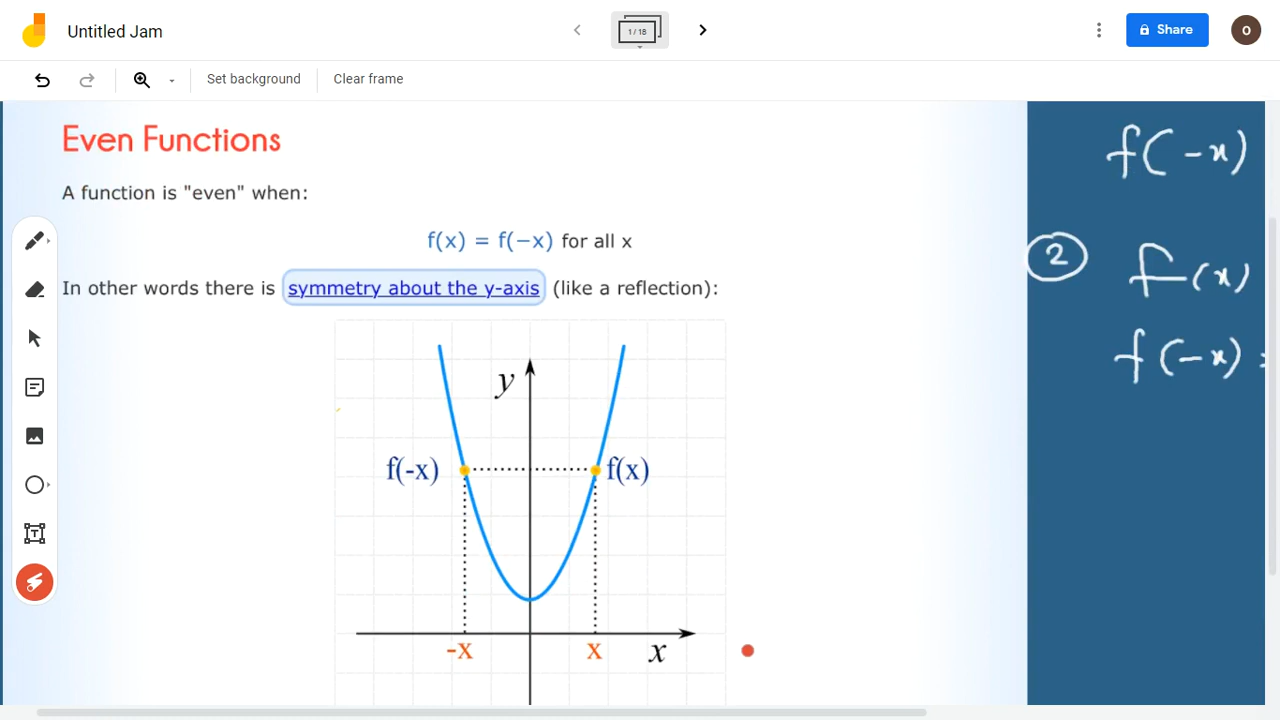 Untitled Jam
1 / 18
Share
O
Set background
Clear frame
Even Functions
A function is "even" when:
f(x) = f(−x) for all x
In other words there is symmetry about the y-axis (like a reflection):
y
f(-x)
f(x)
-x
x
x
f(-x)
2
f(x)
f(-x) =